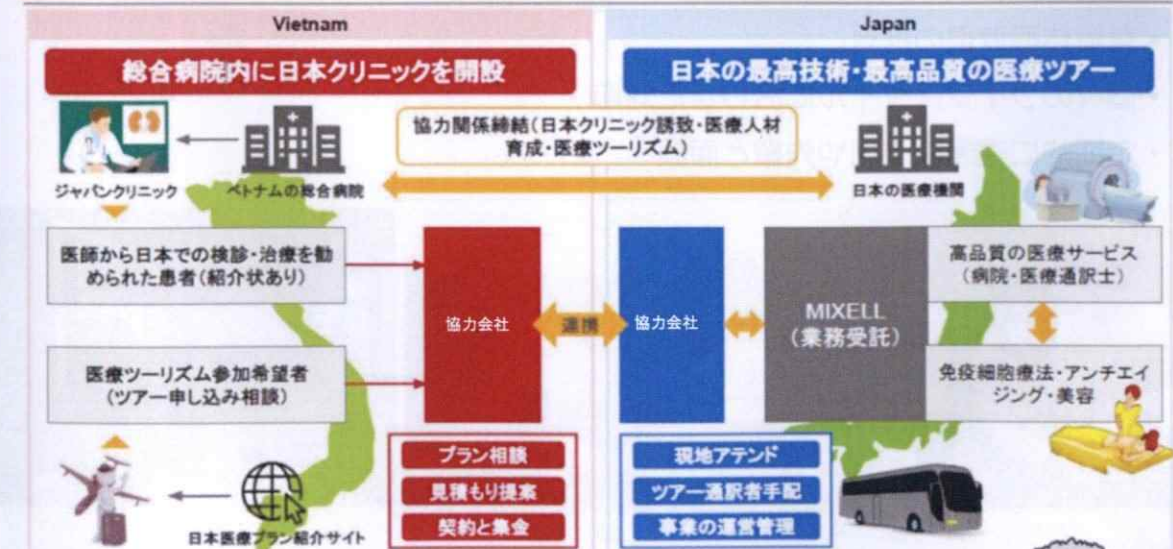 Vietnam
Japan
総合病院内に日本クリニックを開設
日本の最高技術・最高品質の医療ツアー
協力関係締結(日本クリニック誘致・医療人材
育成・医療ツーリズム)
ジャパンクリニック
ベトナムの総合病院
日本の医療機関
医師から日本での検診・治療を勧
められた患者(紹介状あり)
高品質の医療サービス
(病院・医療通訳士)
協力会社
連携
協力会社
MIXELL
(業務受託)
医療ツーリズム参加希望者
(ツアー申し込み相談)
免疫細胞療法・アンチエイ
ジング・美容
プラン相談
見積もり提案
契約と集金
現地アテンド
ツアー通訳者手配
事業の運営管理
日本医療プラン紹介サイト